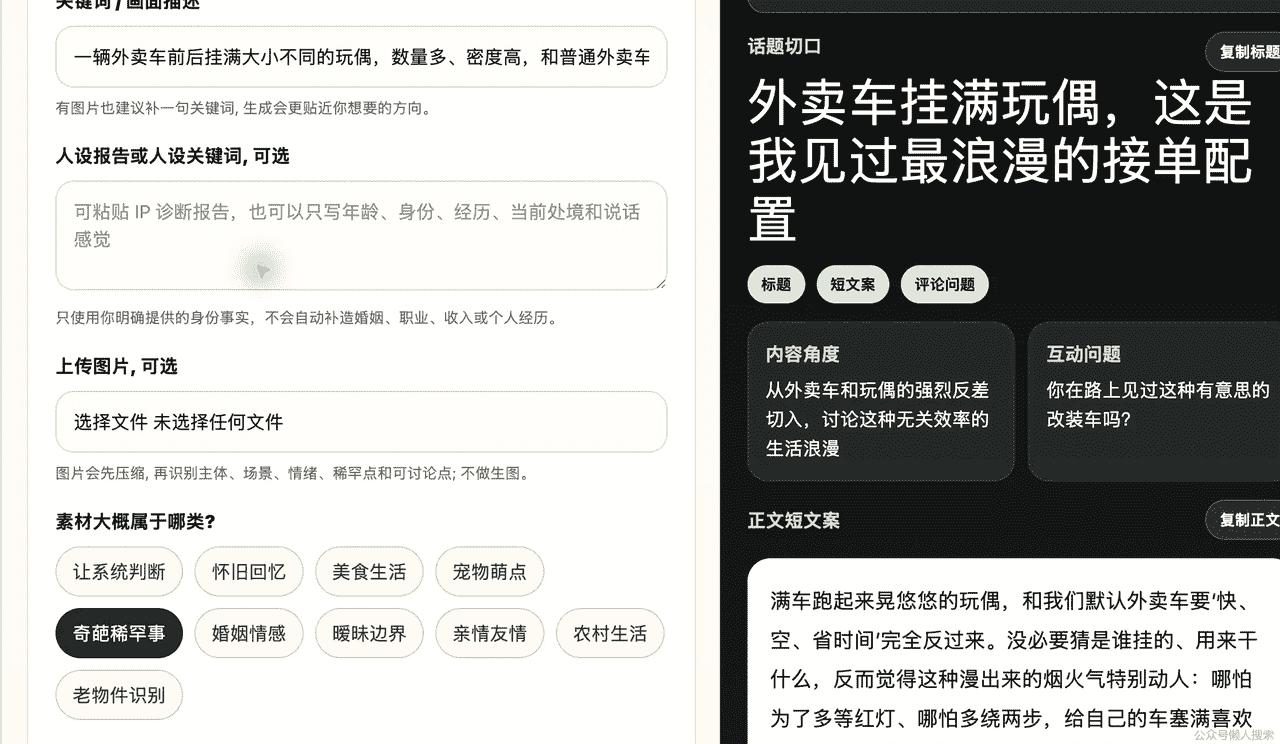 关键词 / 画面描述
一辆外卖车前后挂满大小不同的玩偶，数量多、密度高，和普通外卖车
有图片也建议补一句关键词, 生成会更贴近你想要的方向。
人设报告或人设关键词, 可选
可粘贴 IP 诊断报告，也可以只写年龄、身份、经历、当前处境和说话
感觉
只使用你明确提供的身份事实，不会自动补造婚姻、职业、收入或个人经历。
上传图片, 可选
选择文件 未选择任何文件
图片会先压缩, 再识别主体、场景、情绪、稀罕点和可讨论点; 不做生图。
素材大概属于哪类?
让系统判断 怀旧回忆 美食生活 宠物萌点
奇葩稀罕事 婚姻情感 暧昧边界 亲情友情 农村生活
老物件识别
话题切口
复制标题
外卖车挂满玩偶，这是
我见过最浪漫的接单配
置
标题 短文案 评论问题
内容角度
从外卖车和玩偶的强烈反差
切入，讨论这种无关效率的
生活浪漫
互动问题
你在路上见过这种有意思的
改装车吗?
正文短文案
复制正文
满车跑起来晃悠悠的玩偶，和我们默认外卖车要‘快、
空、省时间’完全反过来。没必要猜是谁挂的、用来干
什么，反而觉得这种漫出来的烟火气特别动人：哪怕
为了多等红灯、哪怕多绕两步，给自己的车塞满喜欢
公众号懒人搜索